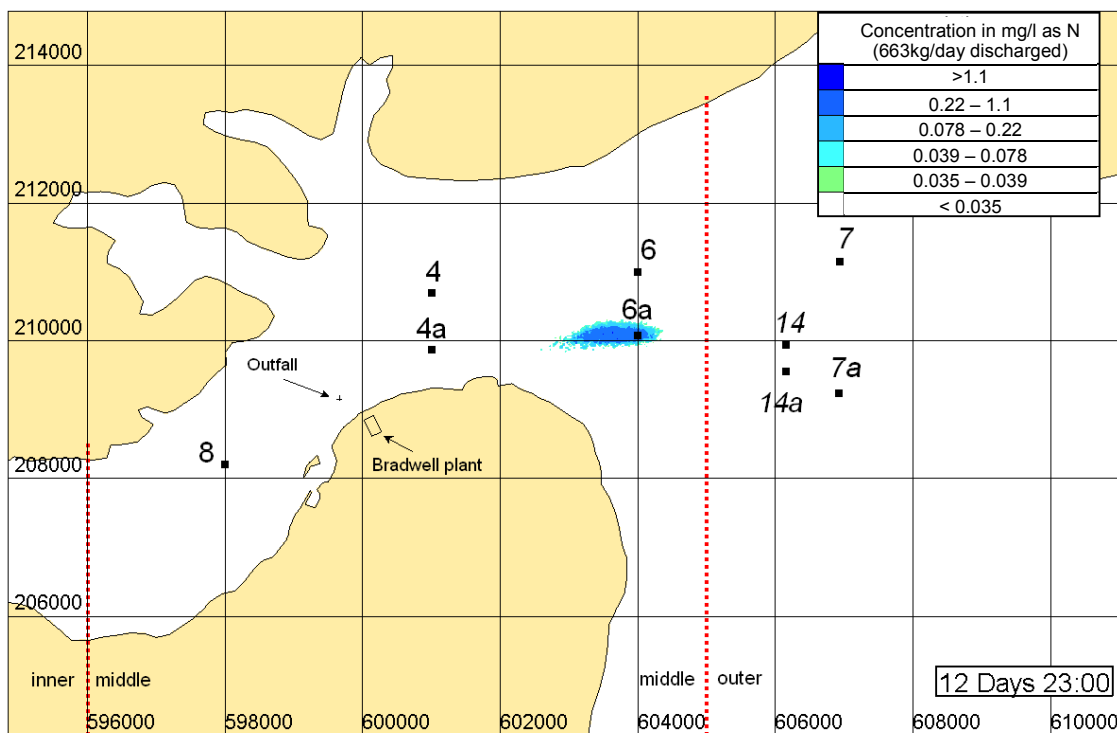 Concentration in mg/l as N
(663kg/day discharged)
>1.1
0.22 – 1.1
0.078 – 0.22
0.039 – 0.078
0.035 – 0.039
< 0.035
214000
212000
210000
208000
206000
7
6
4
6a
14
4a
7a
14a
Outfall
8
Bradwell plant
inner
middle
middle
outer
12 Days 23:00
596000
598000
600000
602000
604000
606000
608000
610000